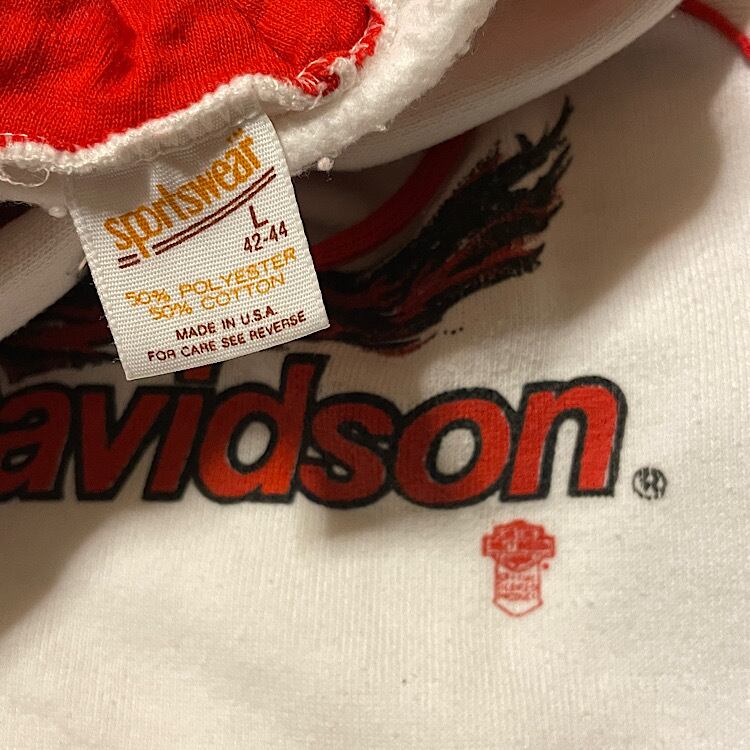 sportswear
L
42-44
50% POLYESTER
50% COTTON
MADE IN U.S.A.
FOR CARE SEE REVERSE
avidson
®